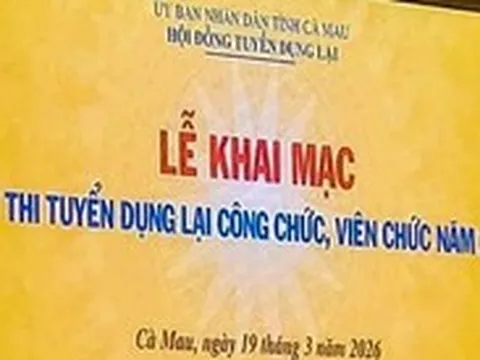 ỦY BAN NHÂN DÂN TỈNH CÀ MAU
HỘI ĐỒNG TUYỂN DỤNG LẠI
LỄ KHAI MẠC
THI TUYỂN DỤNG LẠI CÔNG CHỨC, VIÊN CHỨC NĂM
Cà Mau, ngày 19 tháng 3 năm 2026